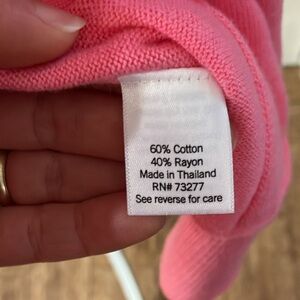 60% Cotton
40% Rayon
Made in Thailand
RN# 73277
See reverse for care